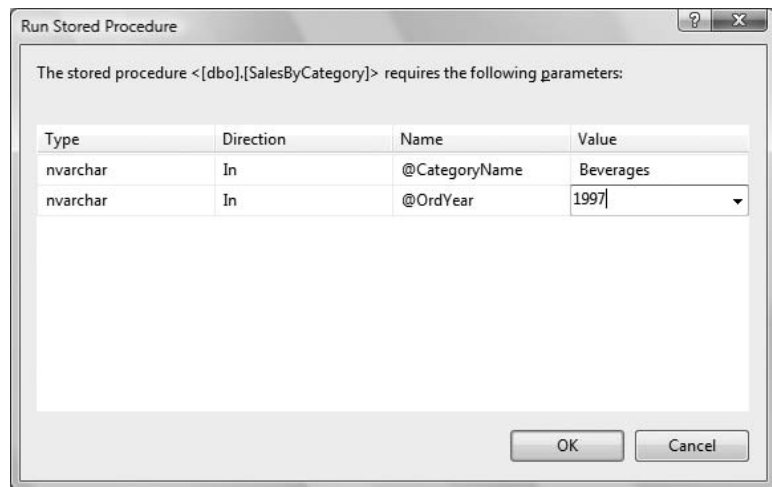 Run Stored Procedure
The stored procedure <[dbo].[SalesByCategory]> requires the following parameters:
Type Direction Name Value
nvarchar In @CategoryName Beverages
nvarchar In @OrdYear 1997
OK Cancel